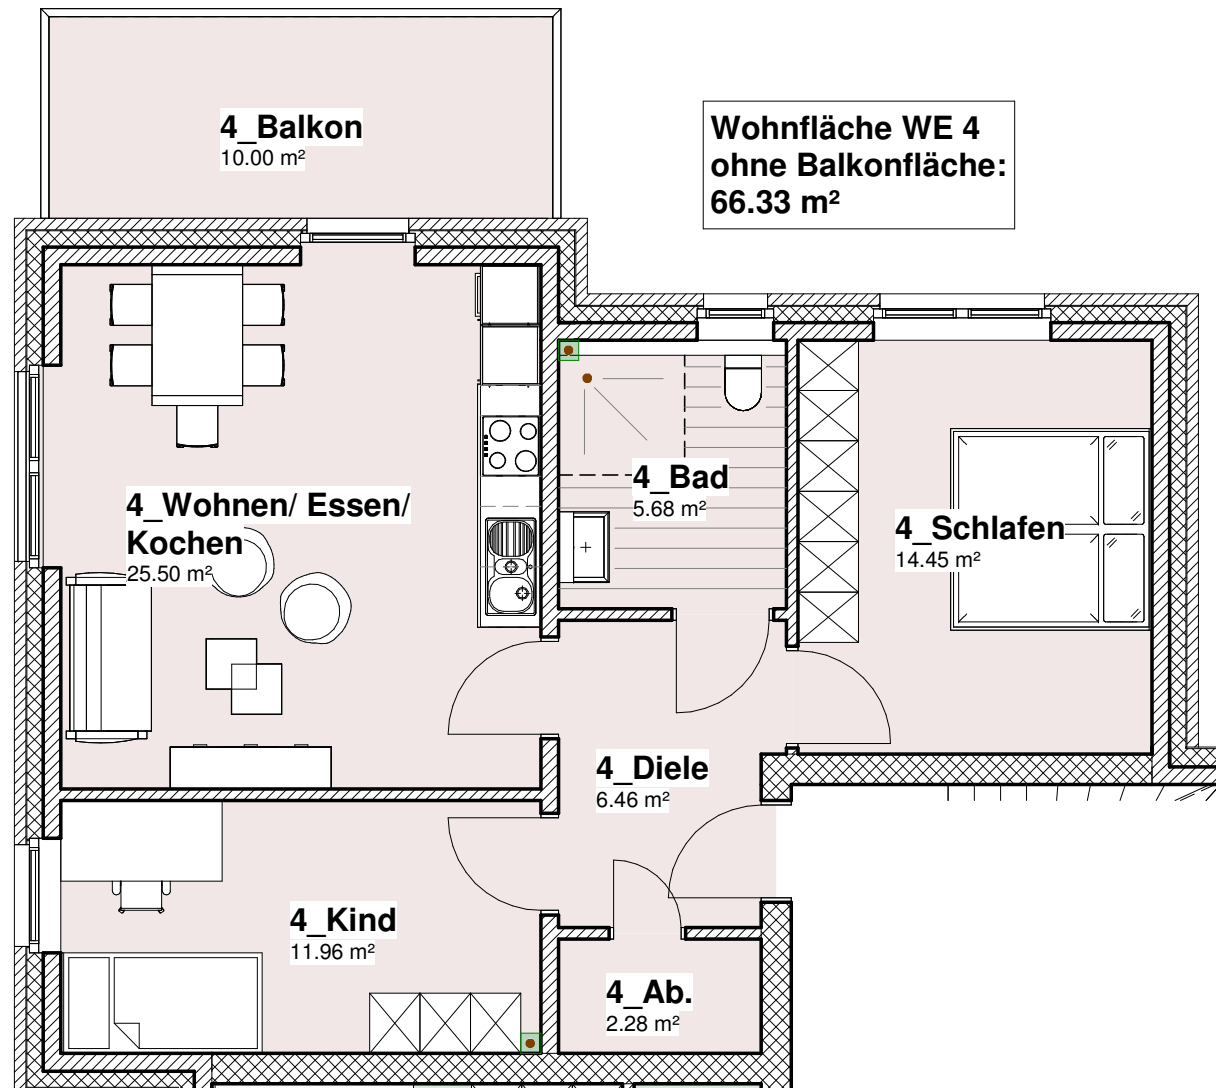 4_Balkon
10.00 m²
Wohnfläche WE 4
ohne Balkonfläche:
66.33 m²
4_Wohnen/ Essen/
Kochen
25.50 m²
4_Bad
5.68 m²
4_Schlafen
14.45 m²
4_Diele
6.46 m²
4_Kind
11.96 m²
4_Ab.
2.28 m²